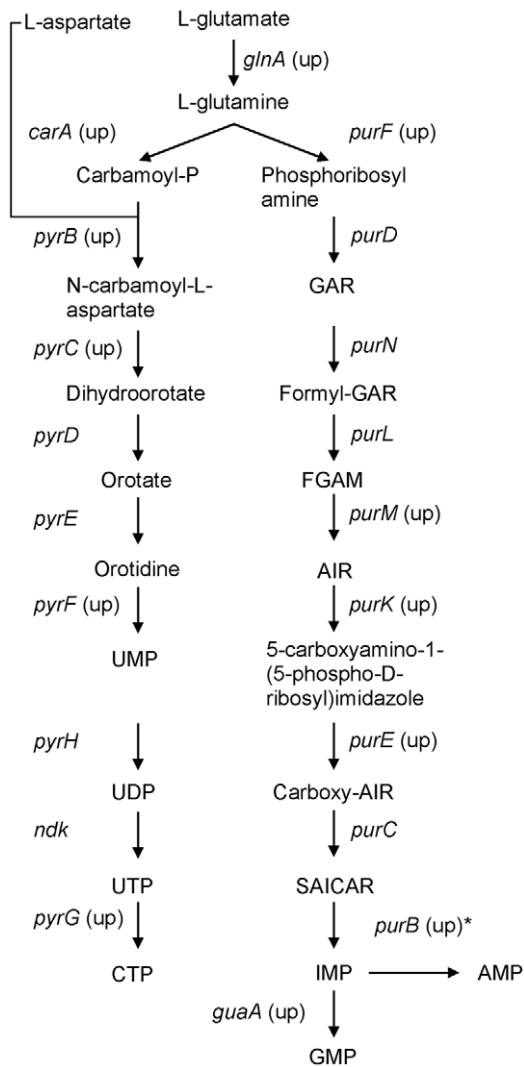 L-aspartate L-glutamate
glnA (up)
L-glutamine
carA (up) purF (up)
Carbamoyl-P Phosphoribosyl
amine
pyrB (up) purD
N-carbamoyl-L- GAR
aspartate
pyrC (up) purN
Dihydroorotate Formyl-GAR
pyrD purL
Orotate FGAM
pyrE purM (up)
Orotidine AIR
pyrF (up) purK (up)
UMP 5-carboxyamino-1-
(5-phospho-D-
ribosyl)imidazole
pyrH purE (up)
UDP Carboxy-AIR
ndk purC
UTP SAICAR
pyrG (up) purB (up)*
CTP IMP AMP
guaA (up)
GMP